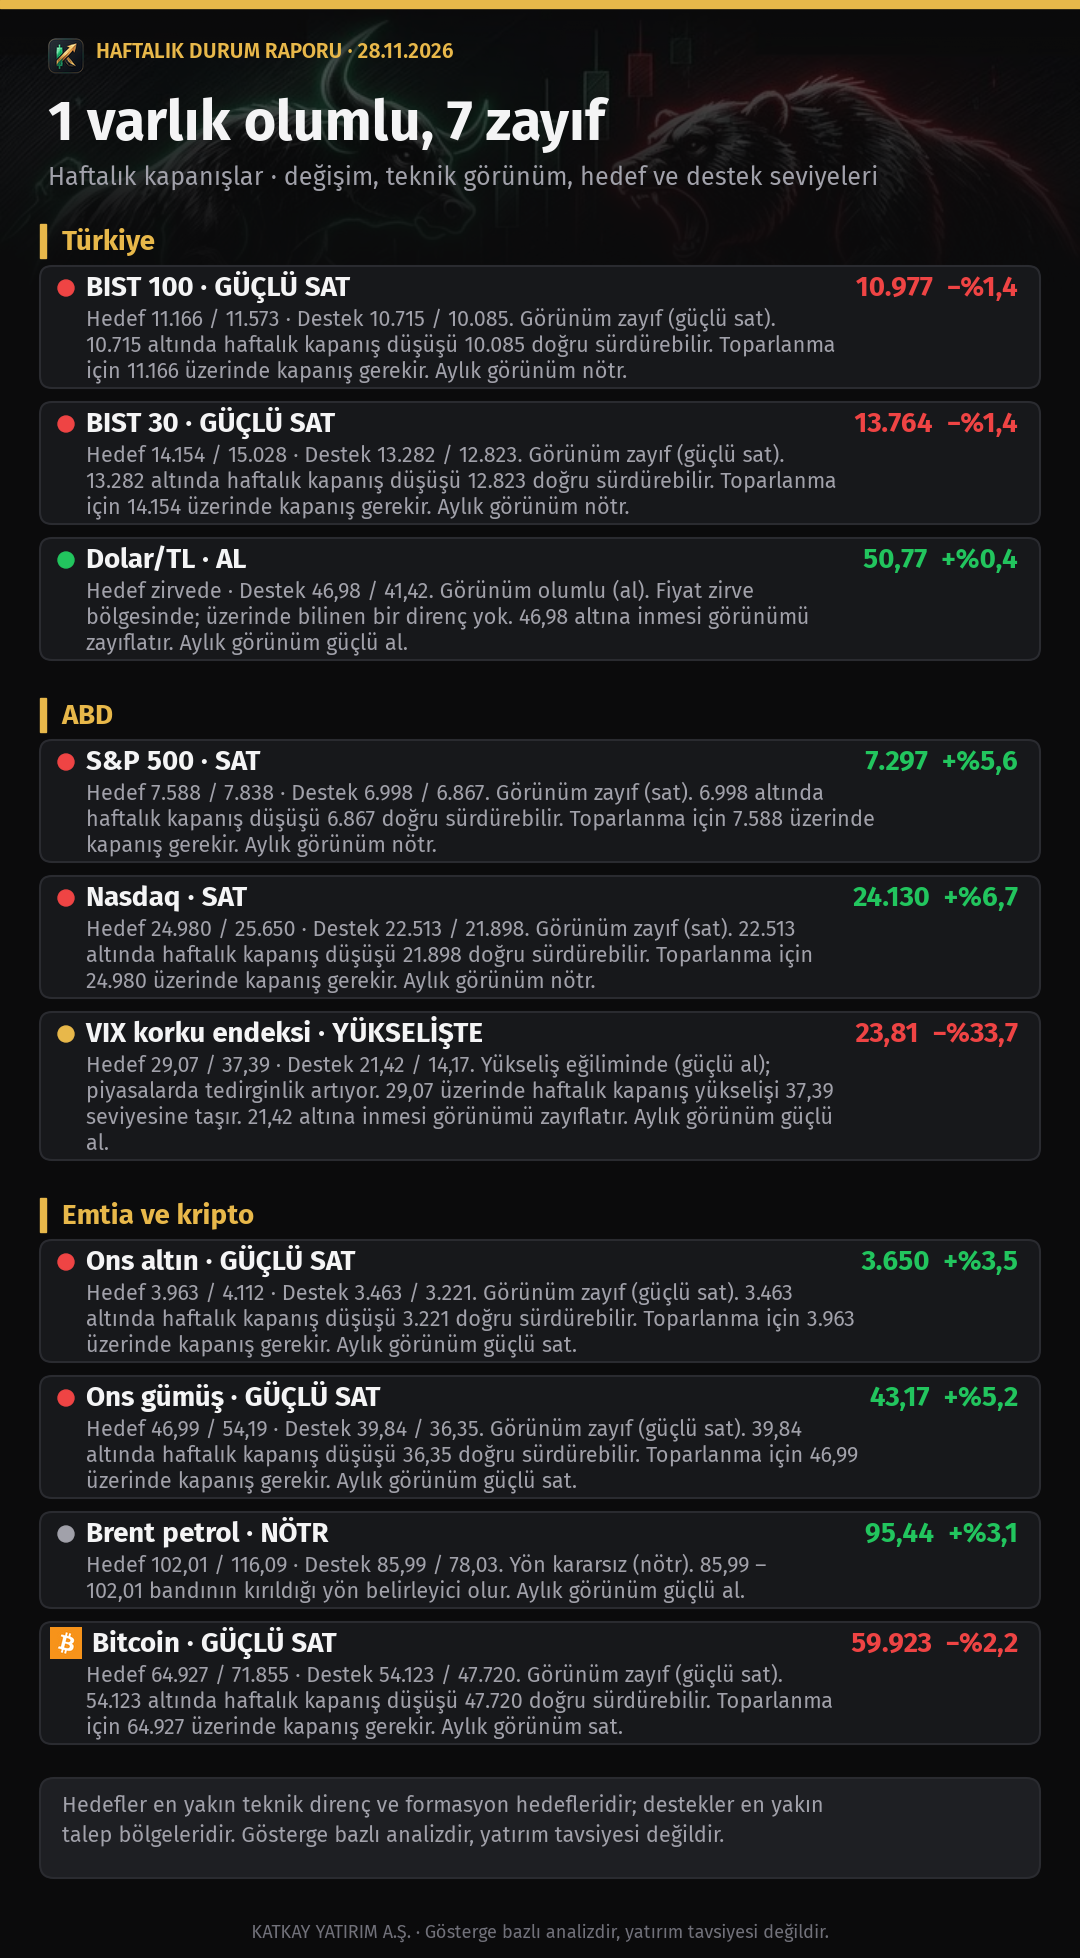 HAFTALIK DURUM RAPORU · 28.11.2026
1 varlık olumlu, 7 zayıf
Haftalık kapanışlar · değişim, teknik görünüm, hedef ve destek seviyeleri
Türkiye
BIST 100 · GÜÇLÜ SAT 10.977 −%1,4
Hedef 11.166 / 11.573 · Destek 10.715 / 10.085. Görünüm zayıf (güçlü sat).
10.715 altında haftalık kapanış düşüşü 10.085 doğru sürdürebilir. Toparlanma
için 11.166 üzerinde kapanış gerekir. Aylık görünüm nötr.
BIST 30 · GÜÇLÜ SAT 13.764 −%1,4
Hedef 14.154 / 15.028 · Destek 13.282 / 12.823. Görünüm zayıf (güçlü sat).
13.282 altında haftalık kapanış düşüşü 12.823 doğru sürdürebilir. Toparlanma
için 14.154 üzerinde kapanış gerekir. Aylık görünüm nötr.
Dolar/TL · AL 50,77 +%0,4
Hedef zirvede · Destek 46,98 / 41,42. Görünüm olumlu (al). Fiyat zirve
bölgesinde; üzerinde bilinen bir direnç yok. 46,98 altına inmesi görünümü
zayıflatır. Aylık görünüm güçlü al.
ABD
S&P 500 · SAT 7.297 +%5,6
Hedef 7.588 / 7.838 · Destek 6.998 / 6.867. Görünüm zayıf (sat). 6.998 altında
haftalık kapanış düşüşü 6.867 doğru sürdürebilir. Toparlanma için 7.588 üzerinde
kapanış gerekir. Aylık görünüm nötr.
Nasdaq · SAT 24.130 +%6,7
Hedef 24.980 / 25.650 · Destek 22.513 / 21.898. Görünüm zayıf (sat). 22.513
altında haftalık kapanış düşüşü 21.898 doğru sürdürebilir. Toparlanma için
24.980 üzerinde kapanış gerekir. Aylık görünüm nötr.
VIX korku endeksi · YÜKSELİŞTE 23,81 −%33,7
Hedef 29,07 / 37,39 · Destek 21,42 / 14,17. Yükseliş eğiliminde (güçlü al);
piyasalarda tedirginlik artıyor. 29,07 üzerinde haftalık kapanış yükselişi 37,39
seviyesine taşır. 21,42 altına inmesi görünümü zayıflatır. Aylık görünüm güçlü
al.
Emtia ve kripto
Ons altın · GÜÇLÜ SAT 3.650 +%3,5
Hedef 3.963 / 4.112 · Destek 3.463 / 3.221. Görünüm zayıf (güçlü sat). 3.463
altında haftalık kapanış düşüşü 3.221 doğru sürdürebilir. Toparlanma için 3.963
üzerinde kapanış gerekir. Aylık görünüm güçlü sat.
Ons gümüş · GÜÇLÜ SAT 43,17 +%5,2
Hedef 46,99 / 54,19 · Destek 39,84 / 36,35. Görünüm zayıf (güçlü sat). 39,84
altında haftalık kapanış düşüşü 36,35 doğru sürdürebilir. Toparlanma için 46,99
üzerinde kapanış gerekir. Aylık görünüm güçlü sat.
Brent petrol · NÖTR 95,44 +%3,1
Hedef 102,01 / 116,09 · Destek 85,99 / 78,03. Yön kararsız (nötr). 85,99 –
102,01 bandının kırıldığı yön belirleyici olur. Aylık görünüm güçlü al.
Bitcoin · GÜÇLÜ SAT 59.923 −%2,2
Hedef 64.927 / 71.855 · Destek 54.123 / 47.720. Görünüm zayıf (güçlü sat).
54.123 altında haftalık kapanış düşüşü 47.720 doğru sürdürebilir. Toparlanma
için 64.927 üzerinde kapanış gerekir. Aylık görünüm sat.
Hedefler en yakın teknik direnç ve formasyon hedefleridir; destekler en yakın
talep bölgeleridir. Gösterge bazlı analizdir, yatırım tavsiyesi değildir.
KATKAY YATIRIM A.Ş. · Gösterge bazlı analizdir, yatırım tavsiyesi değildir.